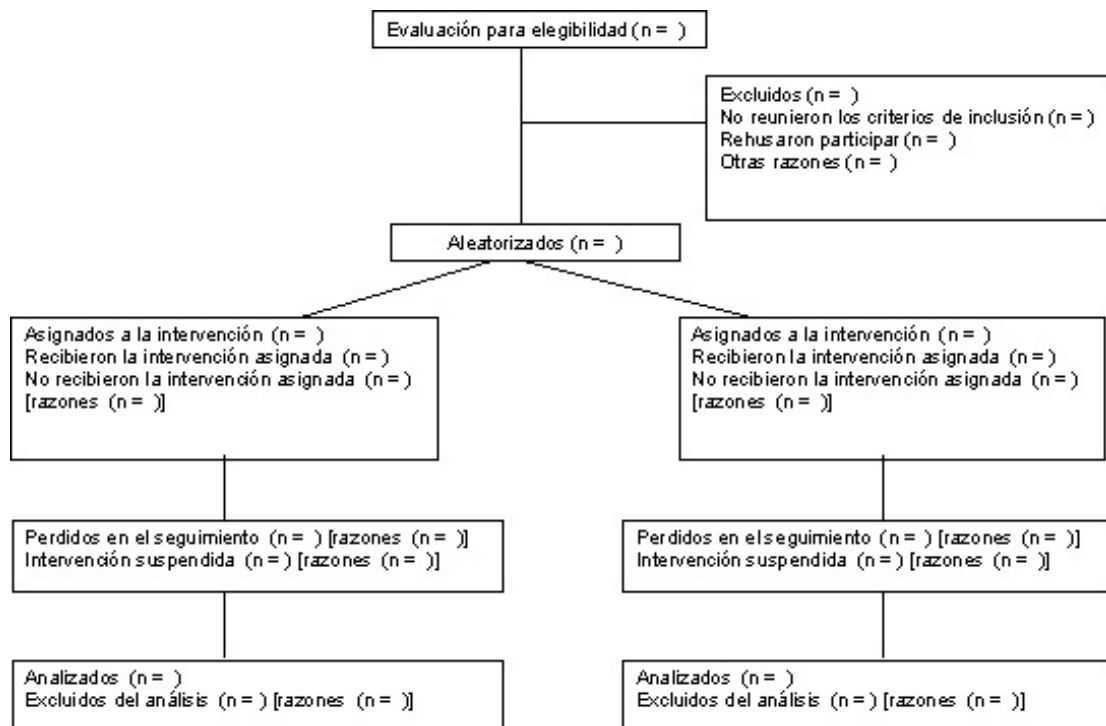 Evaluación para elegibilidad (n = )
Excluidos (n = )
No reunieron los criterios de inclusión (n = )
Rehusaron participar (n = )
Otras razones (n = )
Aleatorizados (n = )
Asignados a la intervención (n = )
Recibieron la intervención asignada (n = )
No recibieron la intervención asignada (n = )
[razones (n = )]
Asignados a la intervención (n = )
Recibieron la intervención asignada (n = )
No recibieron la intervención asignada (n = )
[razones (n = )]
Perdidos en el seguimiento (n = ) [razones (n = )]
Intervención suspendida (n = ) [razones (n = )]
Perdidos en el seguimiento (n = ) [razones (n = )]
Intervención suspendida (n = ) [razones (n = )]
Analizados (n = )
Excluidos del análisis (n = ) [razones (n = )]
Analizados (n = )
Excluidos del análisis (n = ) [razones (n = )]